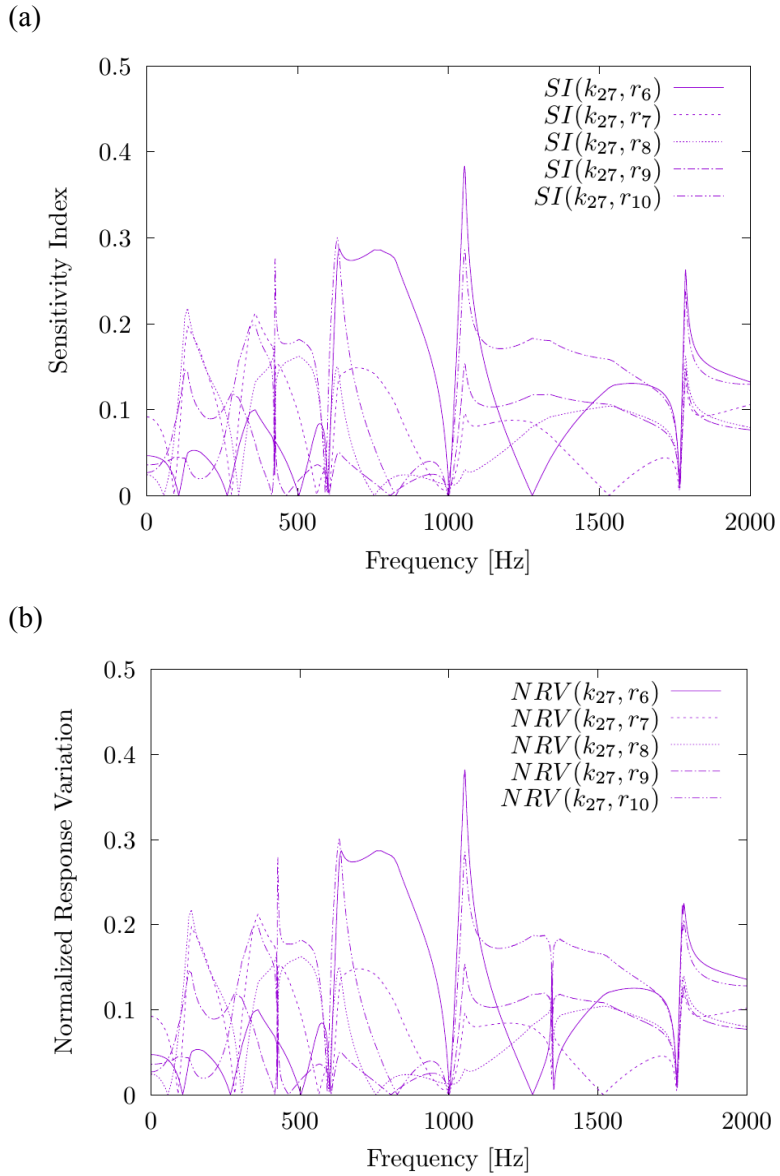 (a)
0.5
0.4
0.3
0.2
0.1
0
Sensitivity Index
SI(k27, r6)
SI(k27, r7)
SI(k27, r8)
SI(k27, r9)
SI(k27, r10)
0 500 1000 1500 2000
Frequency [Hz]
(b)
0.5
0.4
0.3
0.2
0.1
0
Normalized Response Variation
NRV(k27, r6)
NRV(k27, r7)
NRV(k27, r8)
NRV(k27, r9)
NRV(k27, r10)
0 500 1000 1500 2000
Frequency [Hz]